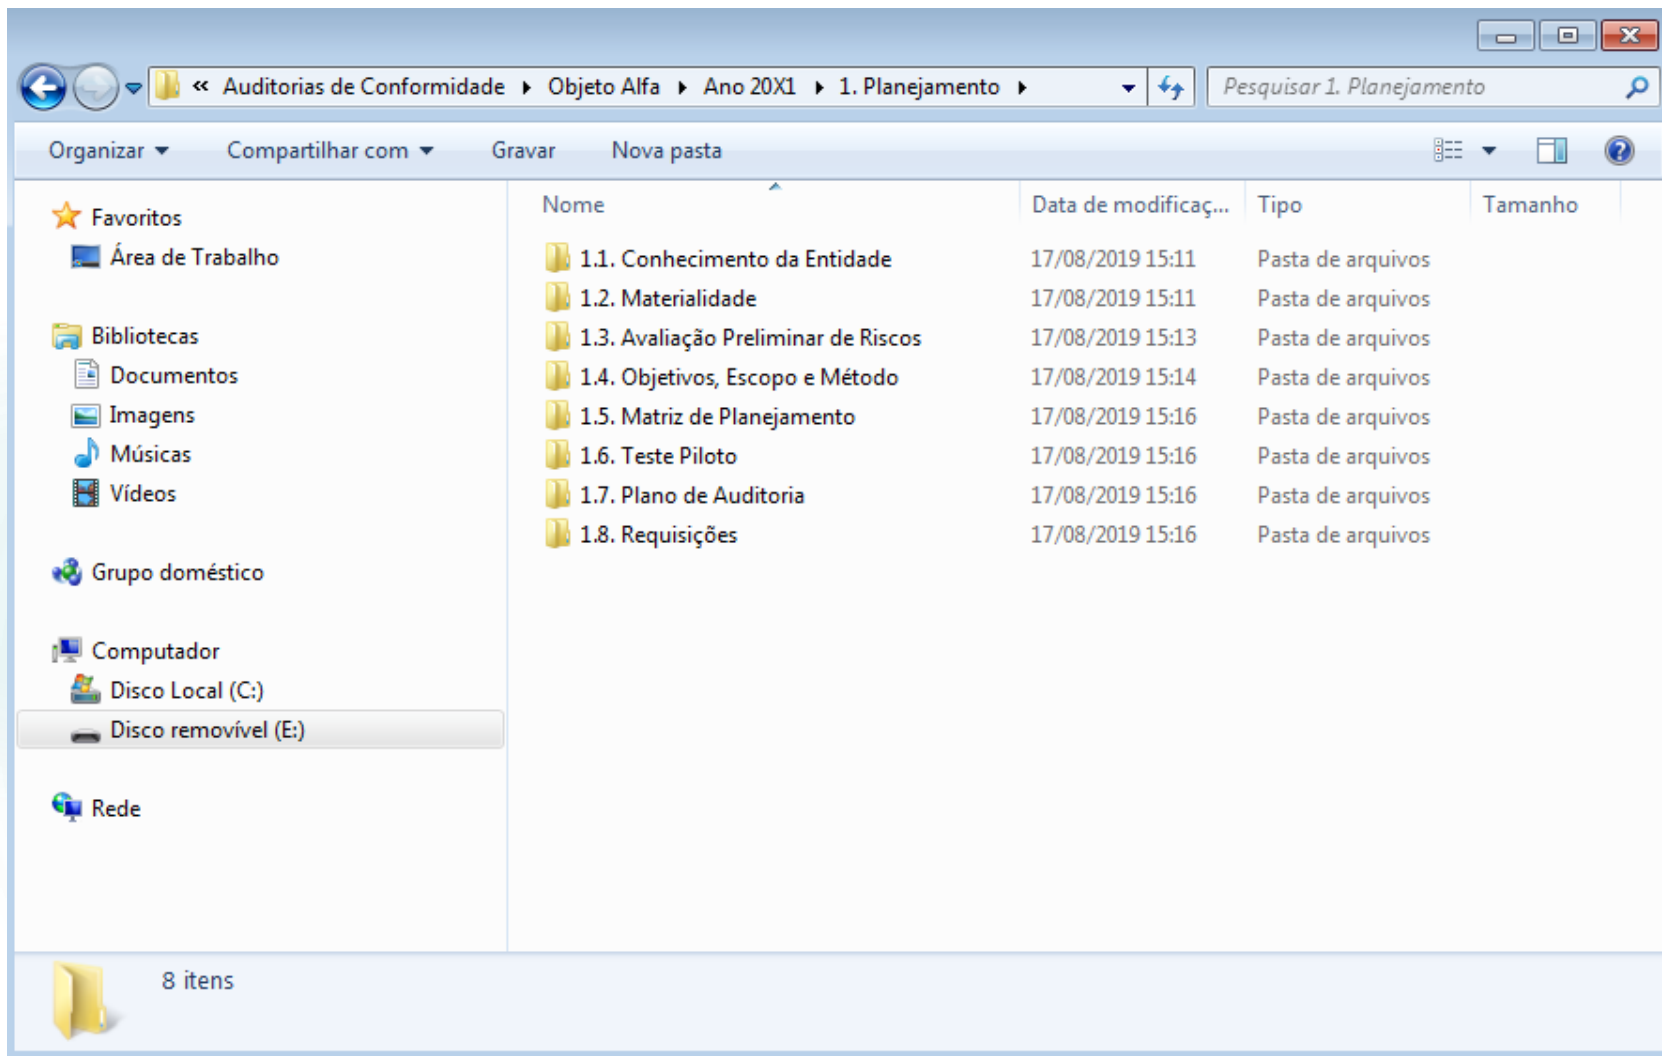 « Auditorias de Conformidade Objeto Alfa Ano 20X1 1. Planejamento Pesquisar 1. Planejamento
Organizar Compartilhar com Gravar Nova pasta
Favoritos
Área de Trabalho
Bibliotecas
Documentos
Imagens
Músicas
Vídeos
Grupo doméstico
Computador
Disco Local (C:)
Disco removível (E:)
Rede
Nome Data de modificaç... Tipo Tamanho
1.1. Conhecimento da Entidade 17/08/2019 15:11 Pasta de arquivos
1.2. Materialidade 17/08/2019 15:11 Pasta de arquivos
1.3. Avaliação Preliminar de Riscos 17/08/2019 15:13 Pasta de arquivos
1.4. Objetivos, Escopo e Método 17/08/2019 15:14 Pasta de arquivos
1.5. Matriz de Planejamento 17/08/2019 15:16 Pasta de arquivos
1.6. Teste Piloto 17/08/2019 15:16 Pasta de arquivos
1.7. Plano de Auditoria 17/08/2019 15:16 Pasta de arquivos
1.8. Requisições 17/08/2019 15:16 Pasta de arquivos
8 itens